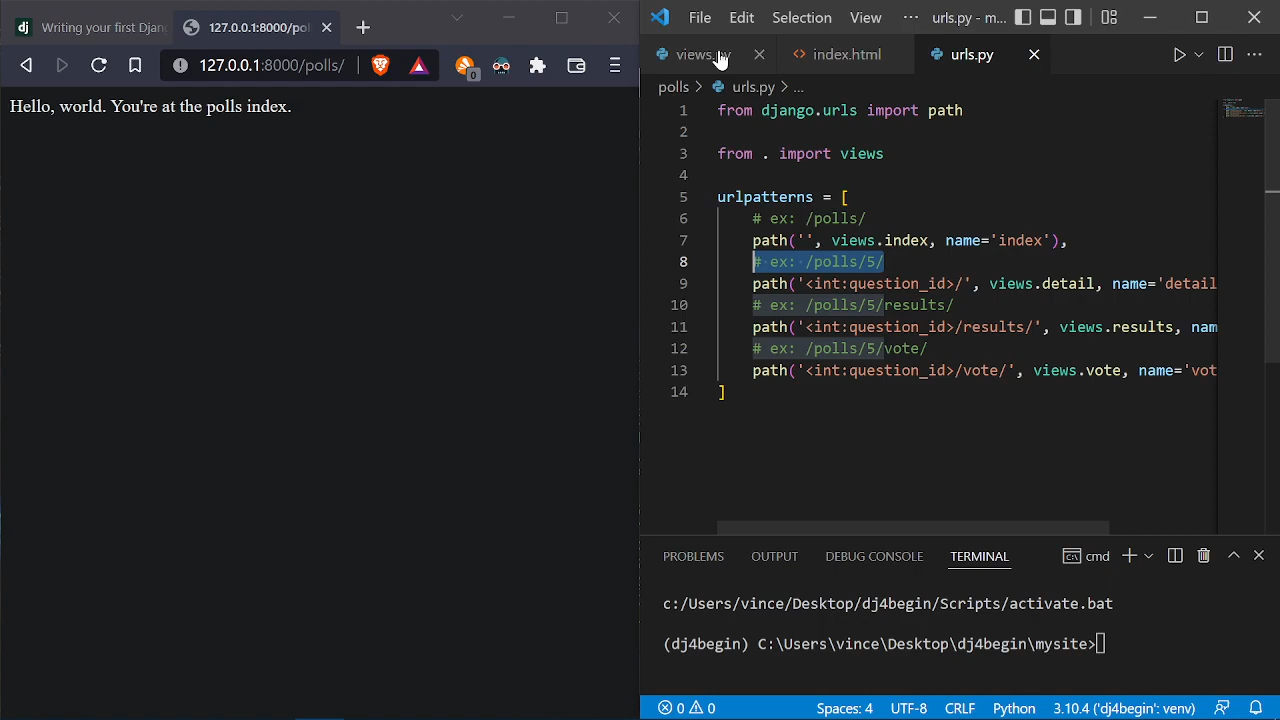 dj Writing your first Djang
127.0.0.1:8000/pol
127.0.0.1:8000/polls/
0
Hello, world. You're at the polls index.
File Edit Selection View ··· urls.py - m...
views.py index.html urls.py
polls > urls.py > ...
1 from django.urls import path
2
3 from . import views
4
5 urlpatterns = [
6 # ex: /polls/
7 path('', views.index, name='index'),
8 # ex: /polls/5/
9 path('<int:question_id>/', views.detail, name='detail
10 # ex: /polls/5/results/
11 path('<int:question_id>/results/', views.results, nam
12 # ex: /polls/5/vote/
13 path('<int:question_id>/vote/', views.vote, name='vot
14 ]
PROBLEMS OUTPUT DEBUG CONSOLE TERMINAL cmd
c:/Users/vince/Desktop/dj4begin/Scripts/activate.bat
(dj4begin) C:\Users\vince\Desktop\dj4begin\mysite>
0 0 Spaces: 4 UTF-8 CRLF Python 3.10.4 ('dj4begin': venv)